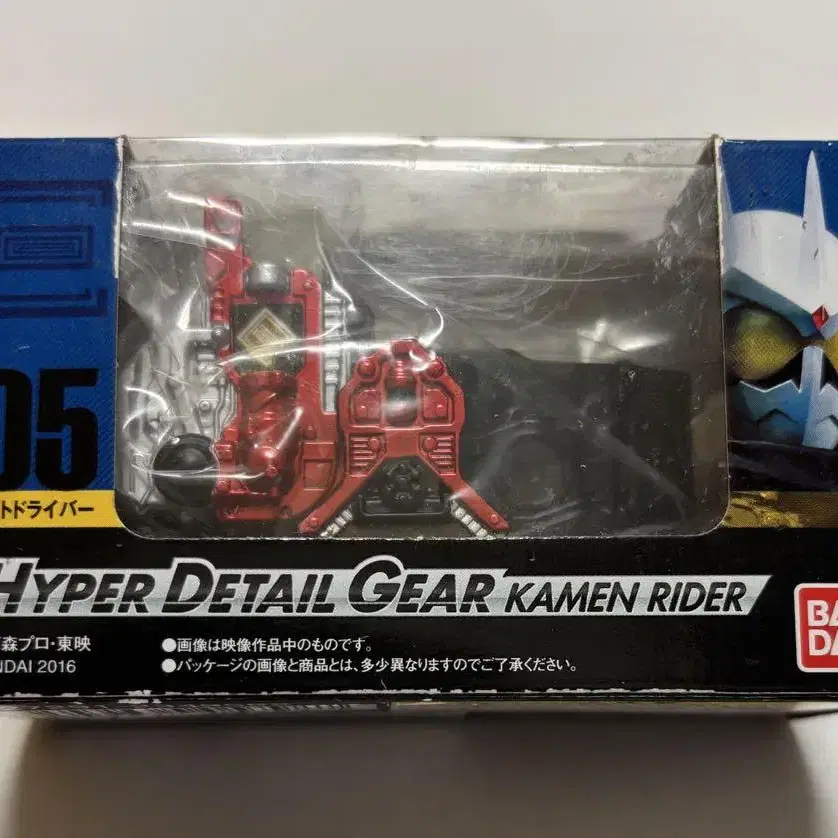 05
トドライバー
HYPER DETAIL GEAR KAMEN RIDER
森プロ・東映
NDAI 2016
●画像は映像作品中のものです。
●パッケージの画像と商品とは、多少異なりますのでご了承ください。
BA
DA